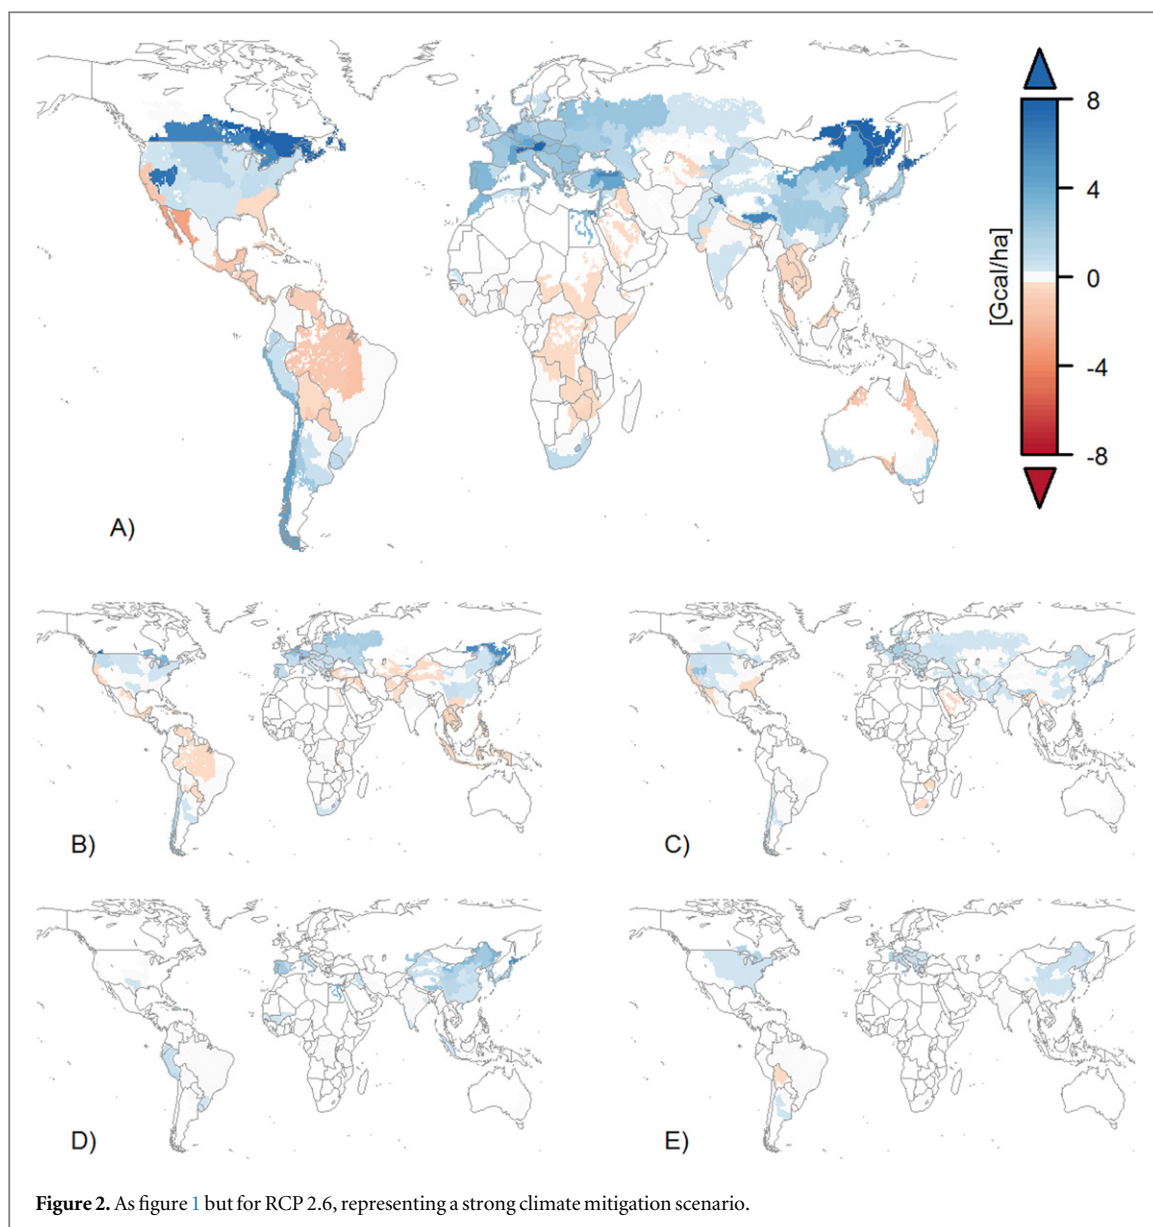 8
4
0
-4
-8
[Gcal/ha]
A)
B)
C)
D)
E)
Figure 2. As figure 1 but for RCP 2.6, representing a strong climate mitigation scenario.